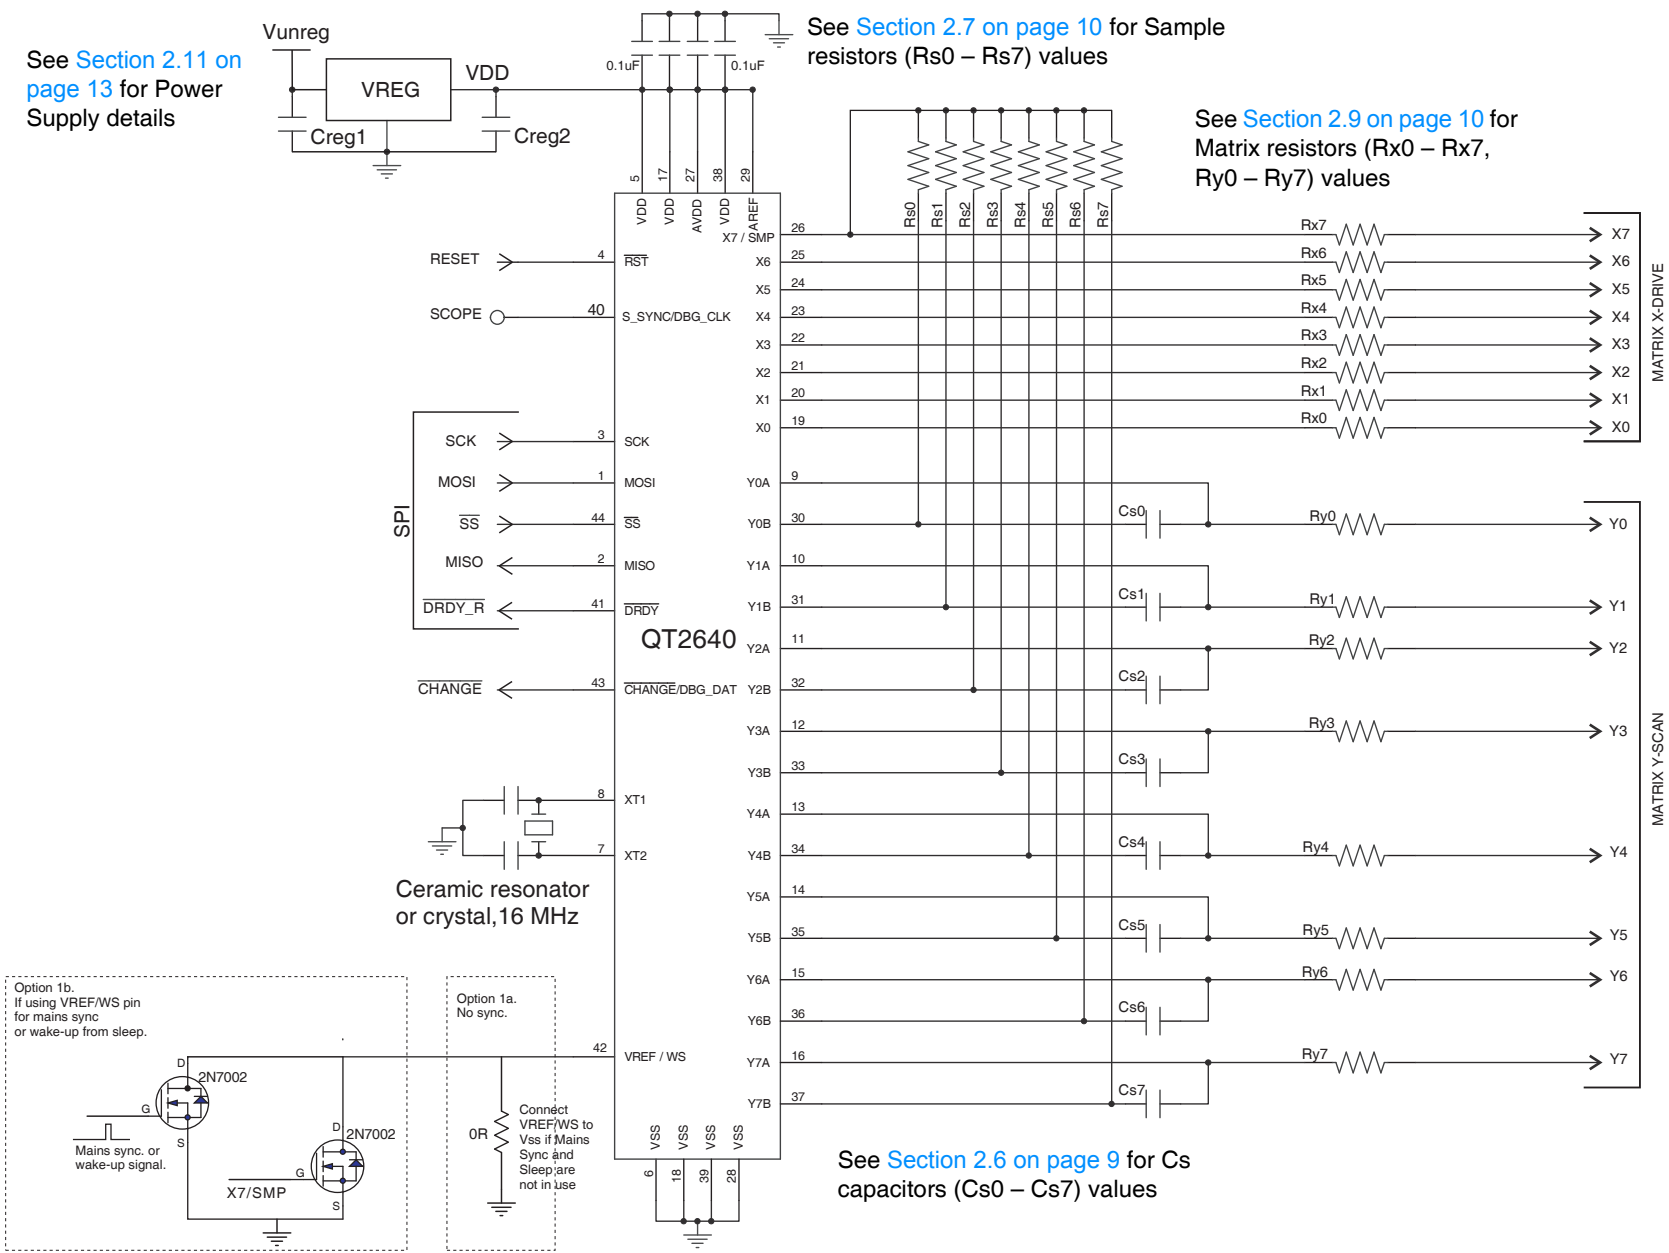 Vunreg
See Section 2.11 on
page 13 for Power
Supply details
VREG
VDD
Creg1
Creg2
0.1uF
0.1uF
See Section 2.7 on page 10 for Sample
resistors (Rs0 – Rs7) values
See Section 2.9 on page 10 for
Matrix resistors (Rx0 – Rx7,
Ry0 – Ry7) values
5
17
27
38
29
VDD
VDD
AVDD
VDD
AREF
Rs0
Rs1
Rs2
Rs3
Rs4
Rs5
Rs6
Rs7
RESET
4
RST
SCOPE
40
S_SYNC/DBG_CLK
SPI
SCK
3
SCK
MOSI
1
MOSI
SS
44
SS
MISO
2
MISO
DRDY_R
41
DRDY
QT2640
CHANGE
43
CHANGE/DBG_DAT
8
XT1
7
XT2
Ceramic resonator
or crystal,16 MHz
X7 / SMP
26
Rx7
X7
X6
25
Rx6
X6
X5
24
Rx5
X5
X4
23
Rx4
X4
X3
22
Rx3
X3
X2
21
Rx2
X2
X1
20
Rx1
X1
X0
19
Rx0
X0
MATRIX X-DRIVE
Y0A
9
Y0B
30
Cs0
Ry0
Y0
Y1A
10
Y1B
31
Cs1
Ry1
Y1
Y2A
11
Ry2
Y2
Y2B
32
Cs2
Y3A
12
Ry3
Y3
Y3B
33
Cs3
Y4A
13
Y4B
34
Cs4
Ry4
Y4
Y5A
14
Y5B
35
Cs5
Ry5
Y5
Y6A
15
Ry6
Y6
Y6B
36
Cs6
Y7A
16
Ry7
Y7
Y7B
37
Cs7
MATRIX Y-SCAN
Option 1b.
If using VREF/WS pin
for mains sync
or wake-up from sleep.
D
2N7002
G
S
Mains sync. or
wake-up signal.
D
2N7002
G
X7/SMP
S
Option 1a.
No sync.
42
VREF / WS
0R
Connect
VREF/WS to
Vss if Mains
Sync and
Sleep are
not in use
VSS
VSS
VSS
VSS
6
18
39
28
See Section 2.6 on page 9 for Cs
capacitors (Cs0 – Cs7) values